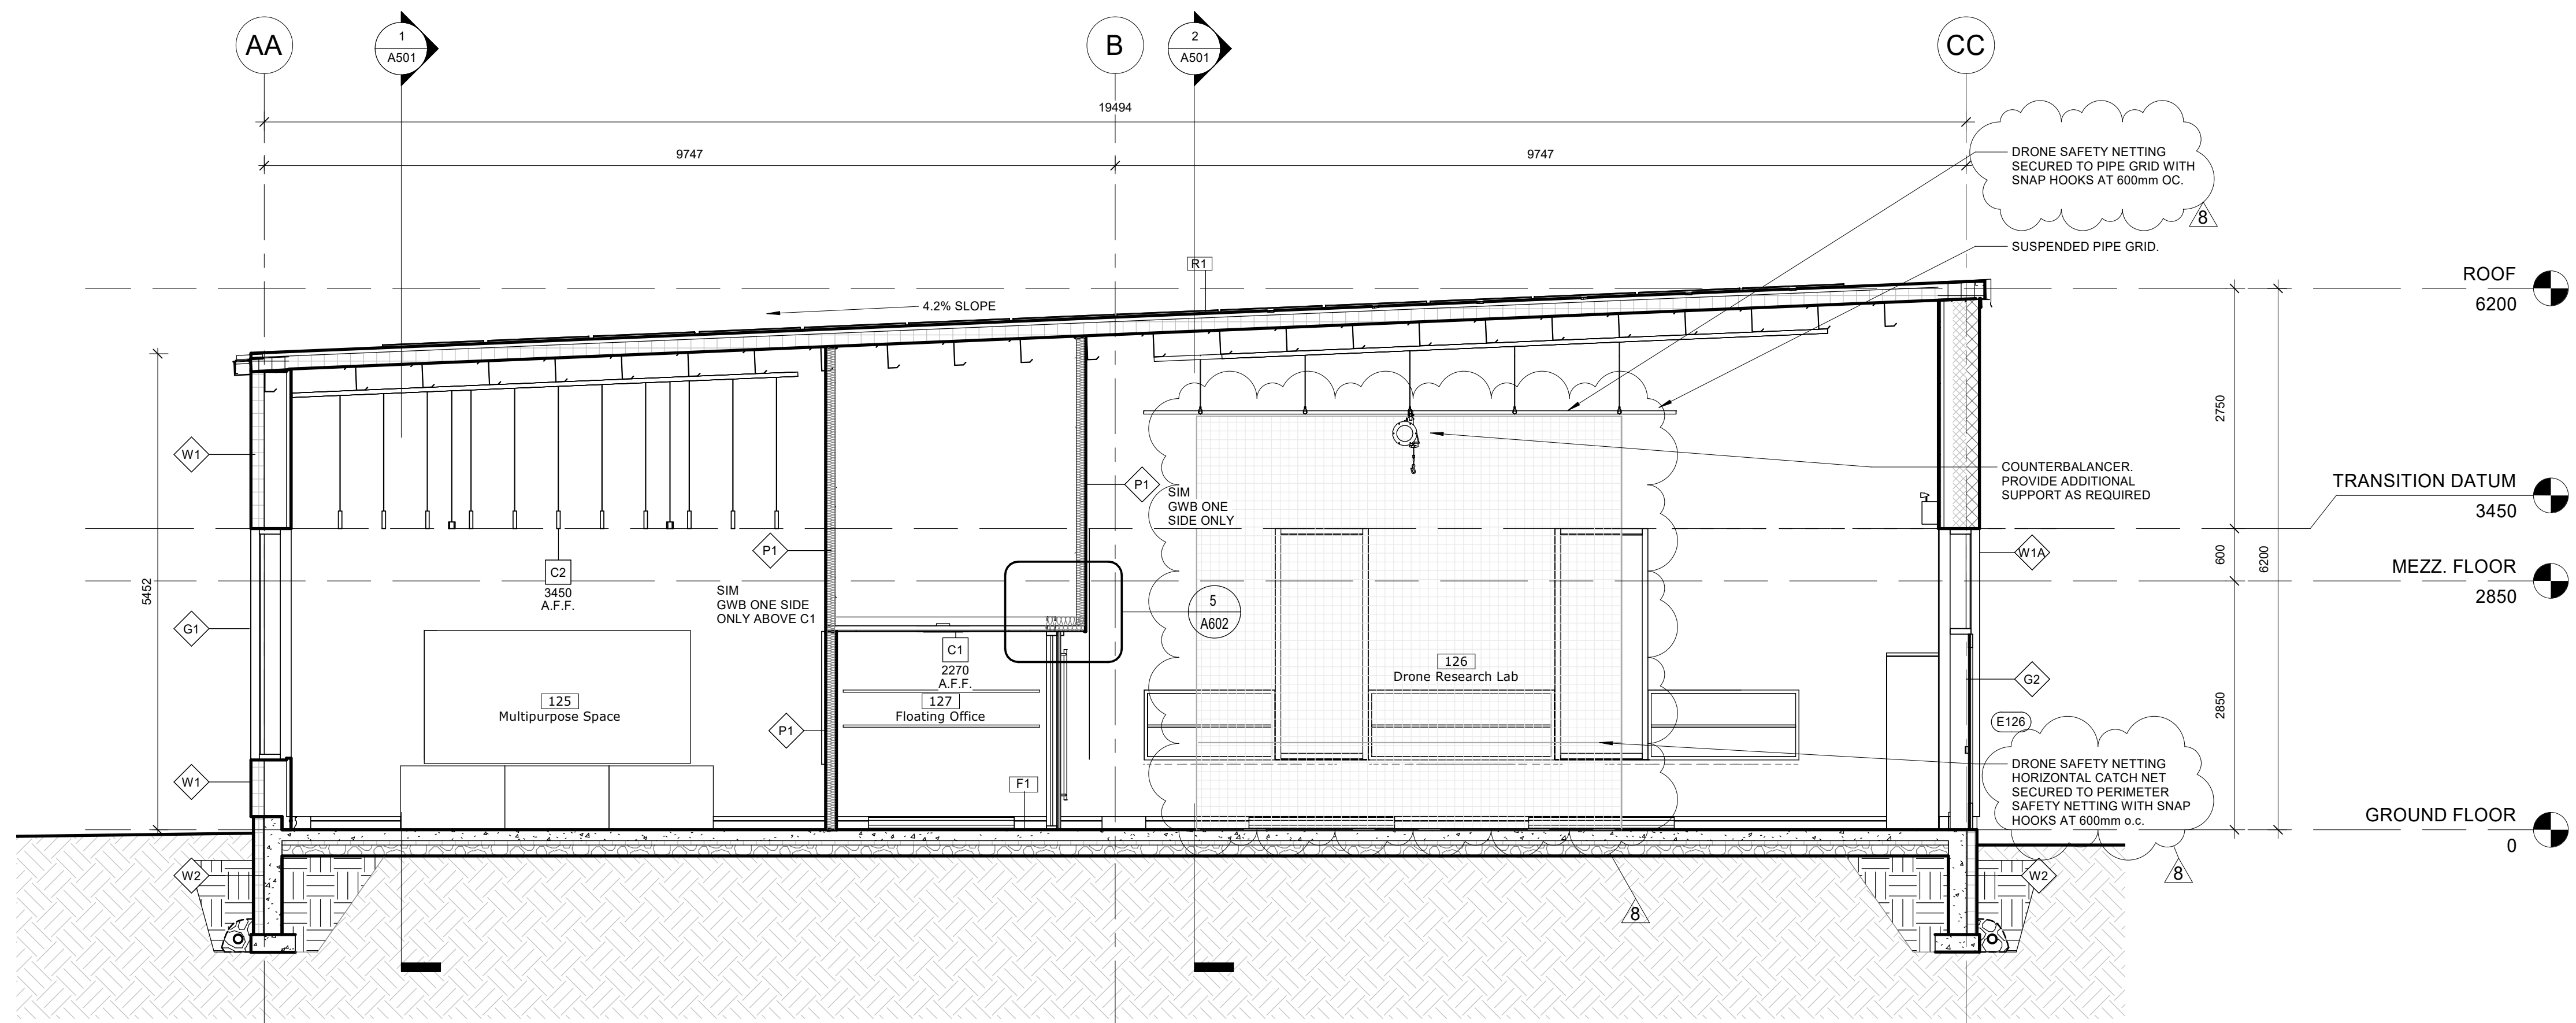 AA
1
A501
B
2
A501
CC
19494
9747
9747
DRONE SAFETY NETTING
SECURED TO PIPE GRID WITH
SNAP HOOKS AT 600mm OC.
8
SUSPENDED PIPE GRID.
R1
4.2% SLOPE
ROOF
6200
2750
W1
P1
SIM
GWB ONE
SIDE ONLY
COUNTERBALANCER.
PROVIDE ADDITIONAL
SUPPORT AS REQUIRED
TRANSITION DATUM
3450
P1
C2
3450
A.F.F.
W1A
600
6200
MEZZ. FLOOR
2850
5452
SIM
GWB ONE SIDE
ONLY ABOVE C1
5
A602
G1
C1
2270
A.F.F.
126
Drone Research Lab
G2
125
Multipurpose Space
127
Floating Office
2850
P1
E126
W1
F1
DRONE SAFETY NETTING
HORIZONTAL CATCH NET
SECURED TO PERIMETER
SAFETY NETTING WITH SNAP
HOOKS AT 600mm o.c.
GROUND FLOOR
0
W2
W2
8
8